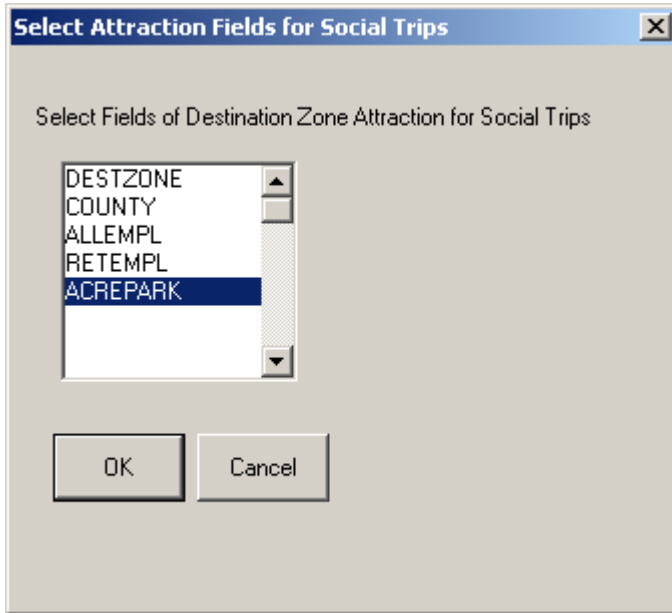 Select Attraction Fields for Social Trips
Select Fields of Destination Zone Attraction for Social Trips
DESTZONE
COUNTY
ALLEMPL
RETEMPL
ACREPARK
OK Cancel